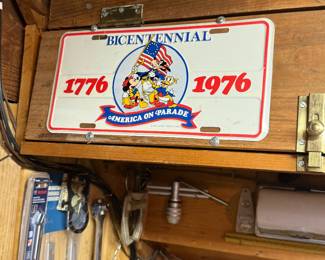 BICENTENNIAL
1776 1976
AMERICA ON PARADE